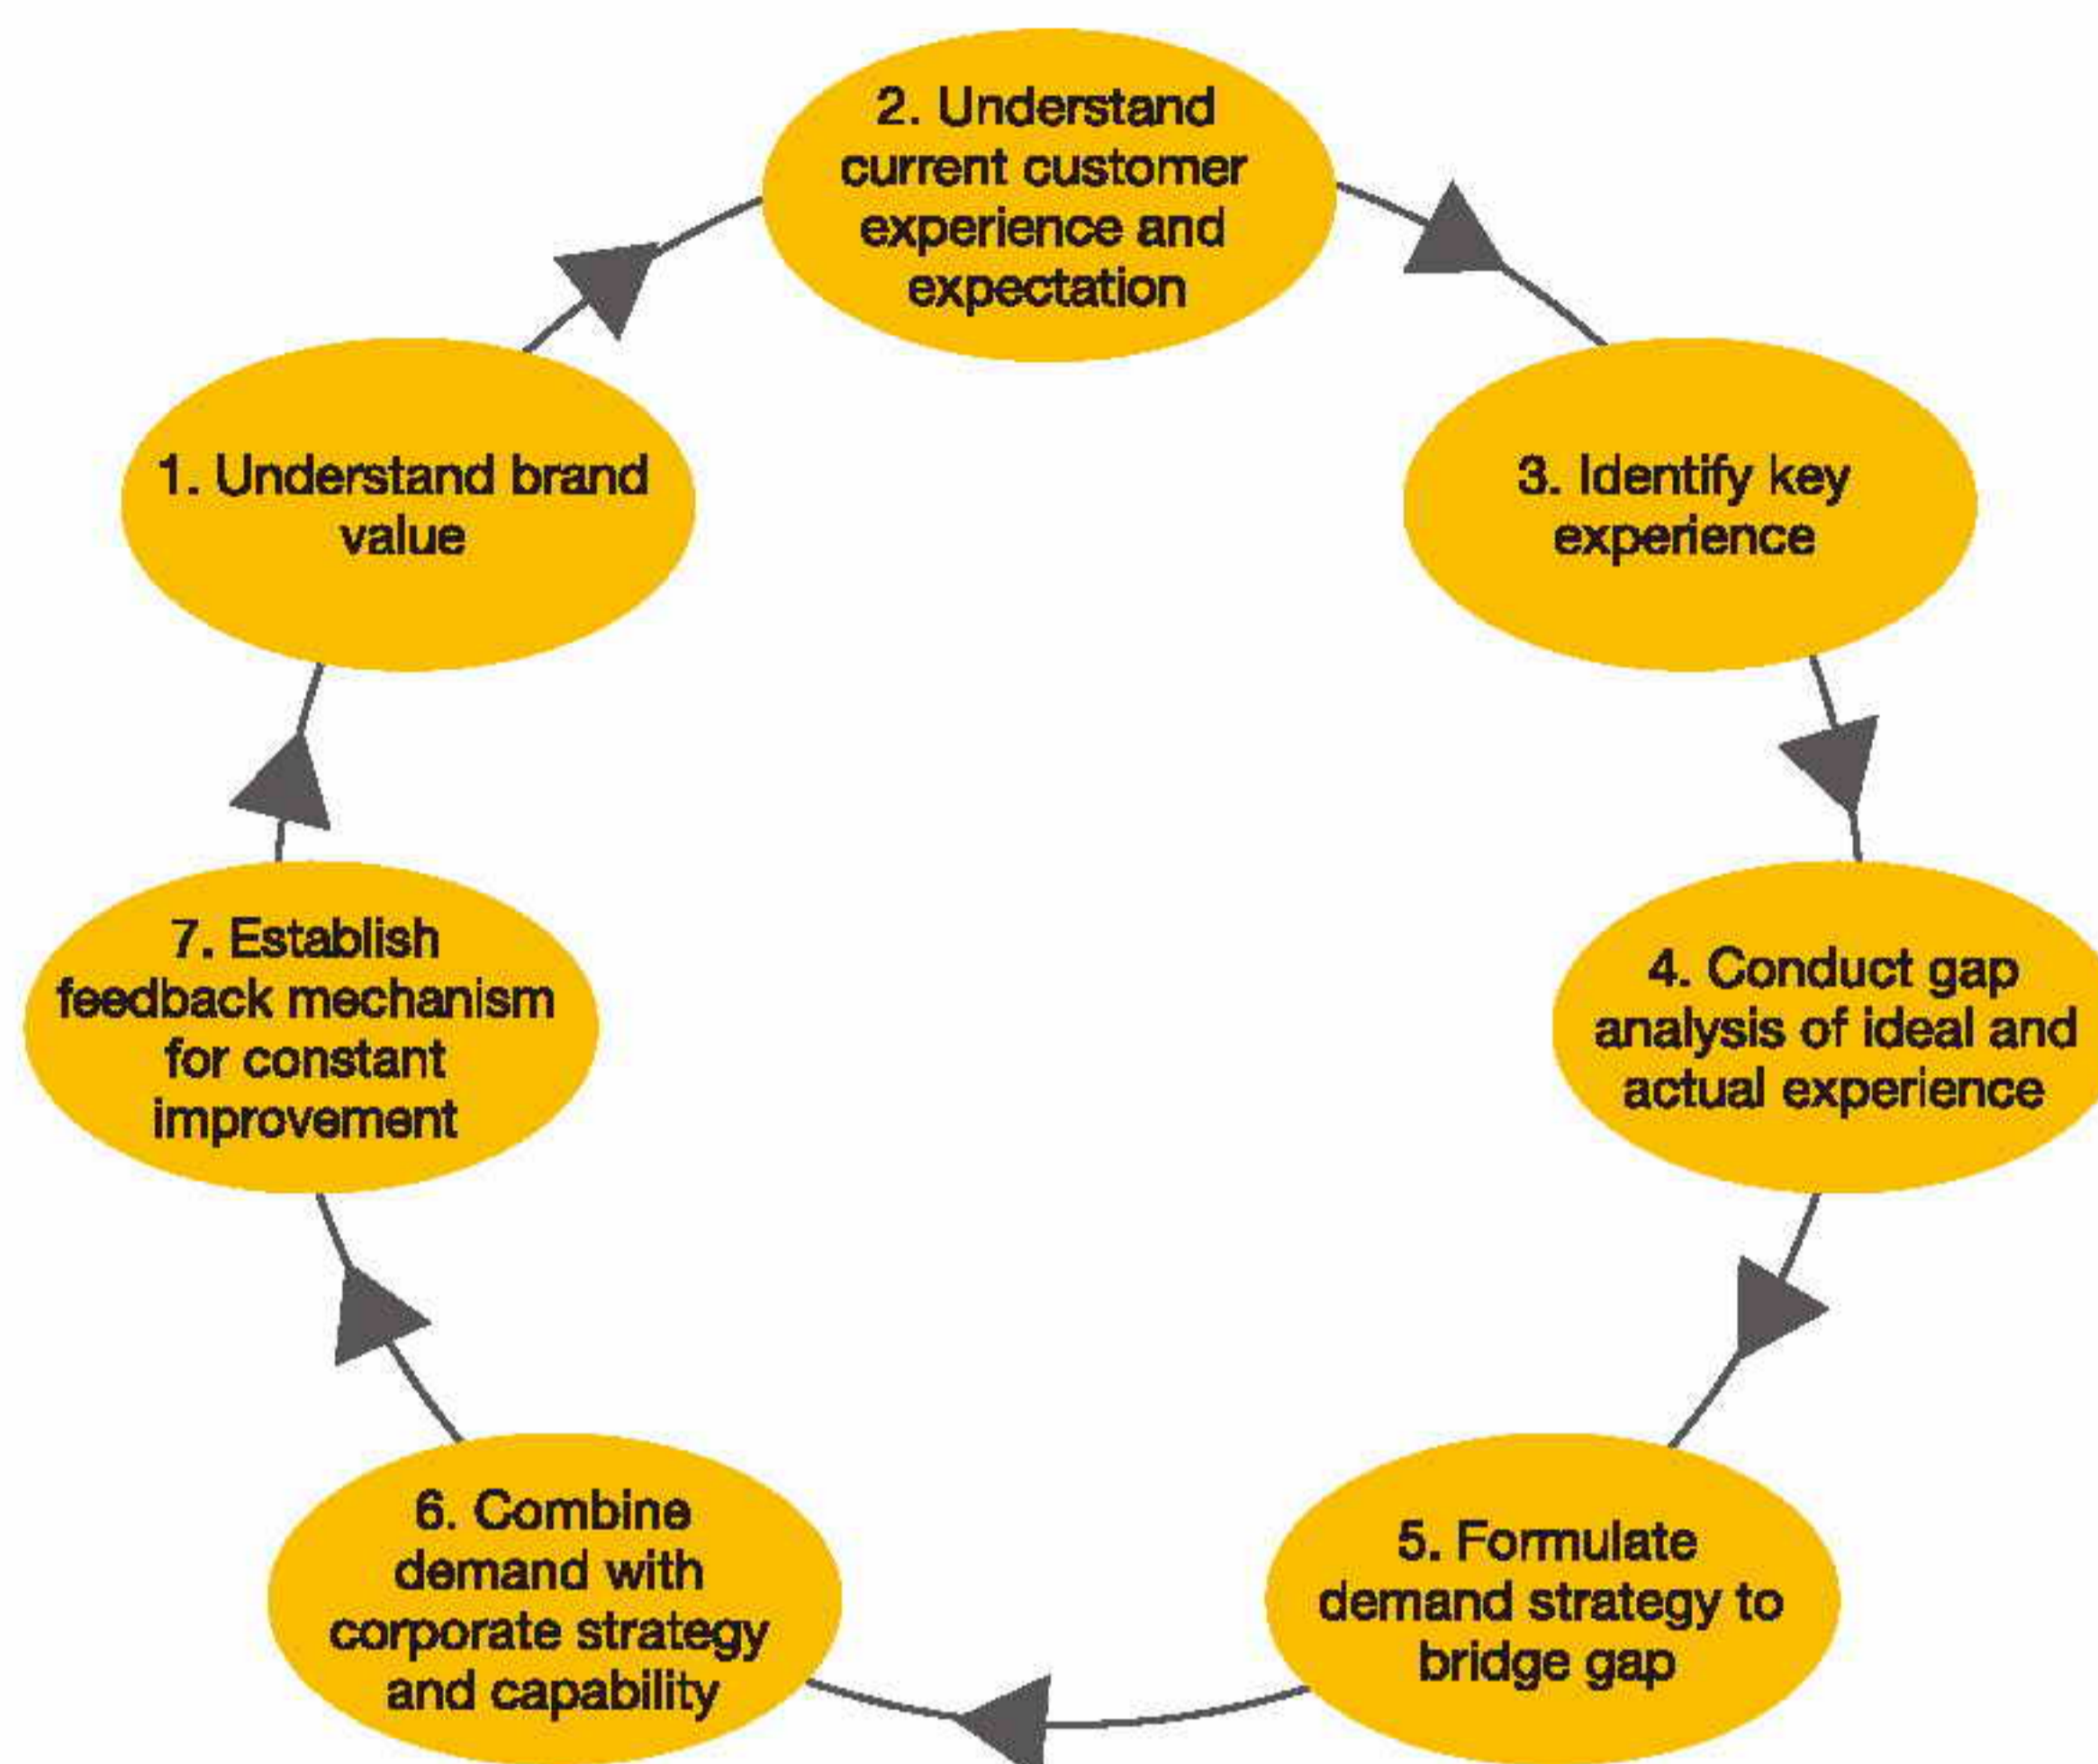 1. Understand brand
value
2. Understand
current customer
experience and
expectation
3. Identify key
experience
4. Conduct gap
analysis of ideal and
actual experience
5. Formulate
demand strategy to
bridge gap
6. Combine
demand with
corporate strategy
and capability
7. Establish
feedback mechanism
for constant
improvement